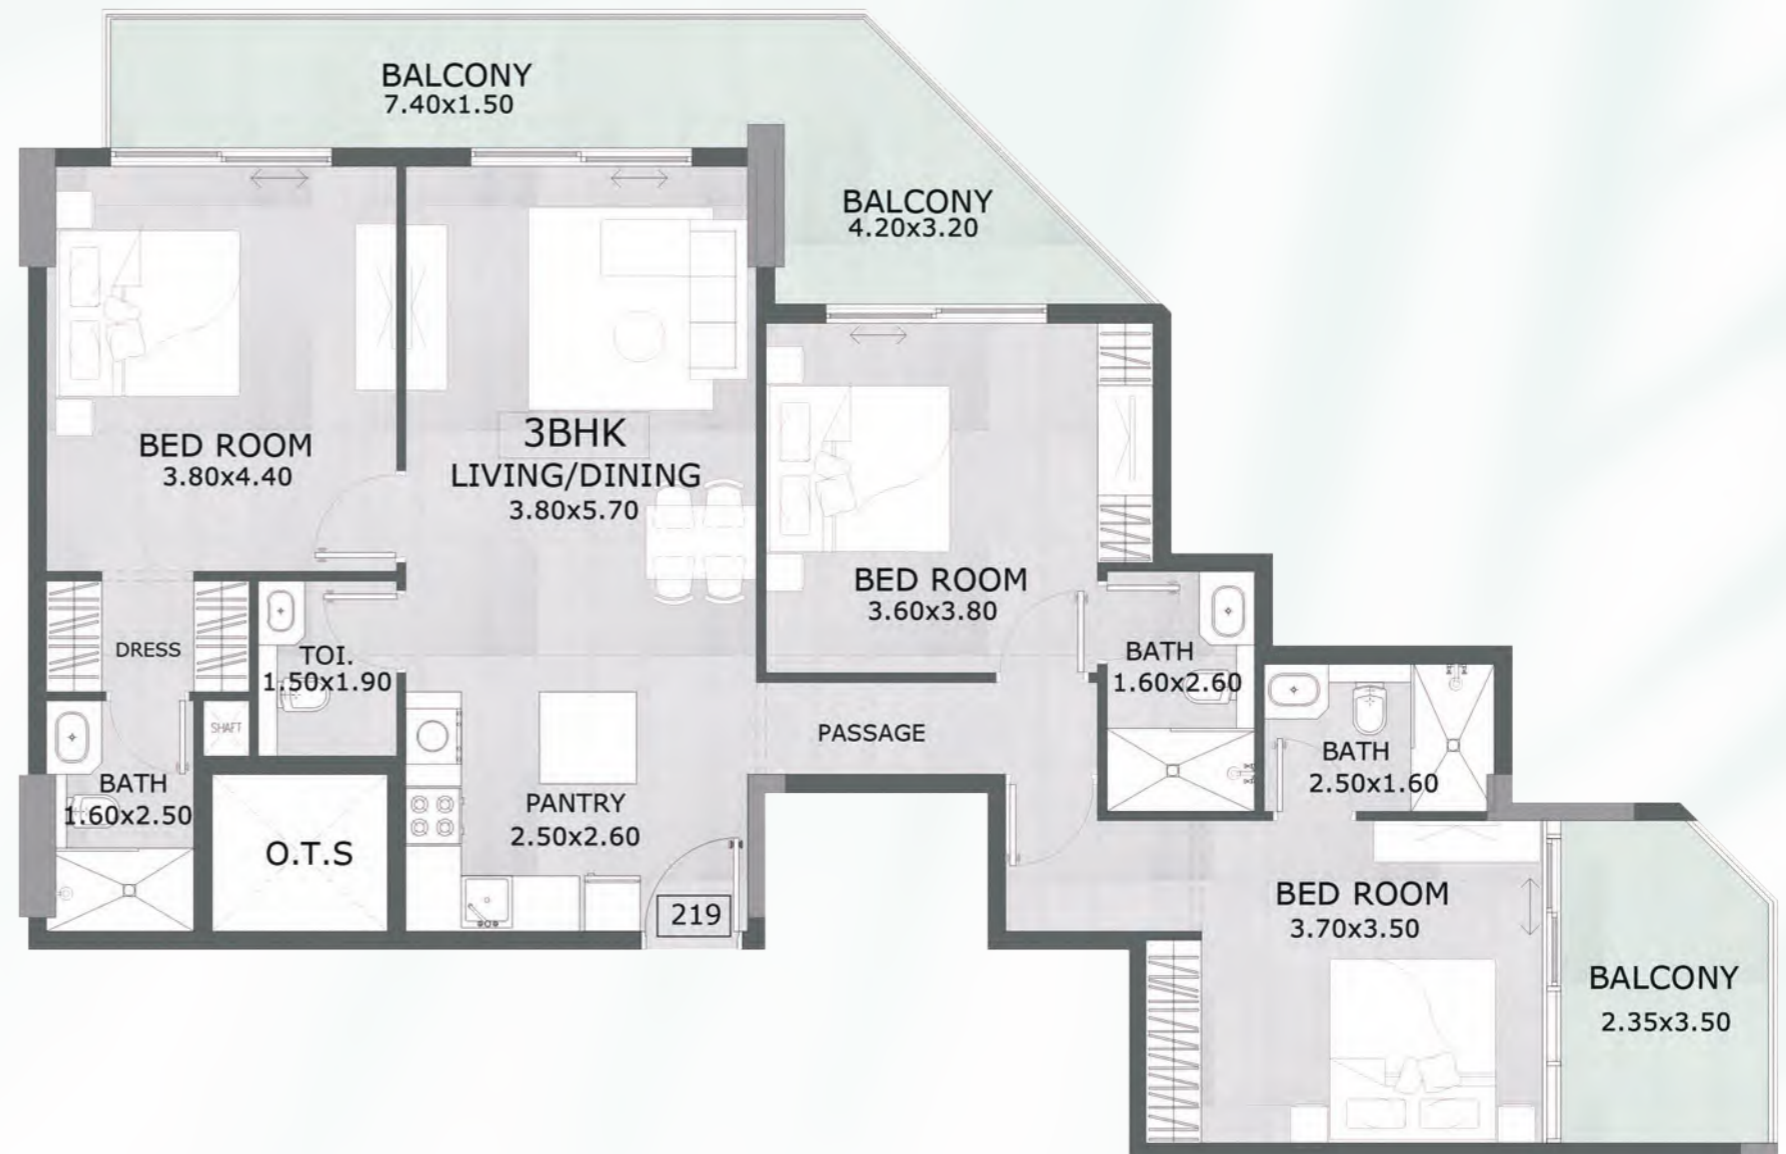 BALCONY
7.40x1.50
BALCONY
4.20x3.20
BED ROOM
3.80x4.40
3BHK
LIVING/DINING
3.80x5.70
BED ROOM
3.60x3.80
DRESS
TOI.
1.50x1.90
BATH
1.60x2.60
SHAFT
PASSAGE
BATH
2.50x1.60
BATH
1.60x2.50
PANTRY
2.50x2.60
O.T.S
219
BED ROOM
3.70x3.50
BALCONY
2.35x3.50